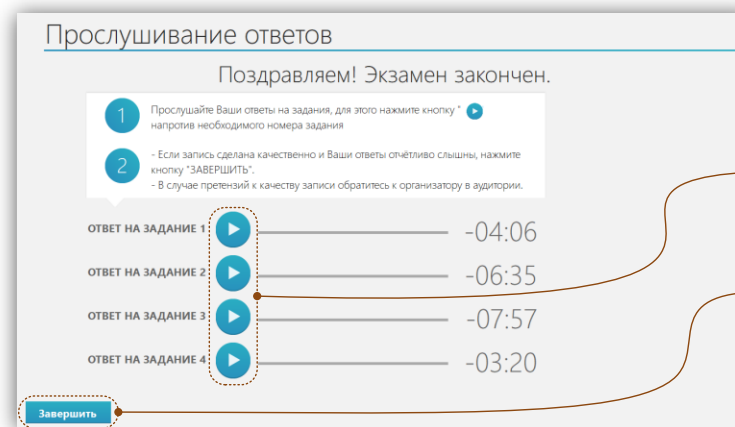 Прослушивание ответов
Поздравляем! Экзамен закончен.
1
Прослушайте Ваши ответы на задания, для этого нажмите кнопку "
напротив необходимого номера задания
2
- Если запись сделана качественно и Ваши ответы отчётливо слышны, нажмите
кнопку "ЗАВЕРШИТЬ".
- В случае претензий к качеству записи обратитесь к организатору в аудитории.
ОТВЕТ НА ЗАДАНИЕ 1 -04:06
ОТВЕТ НА ЗАДАНИЕ 2 -06:35
ОТВЕТ НА ЗАДАНИЕ 3 -07:57
ОТВЕТ НА ЗАДАНИЕ 4 -03:20
Завершить